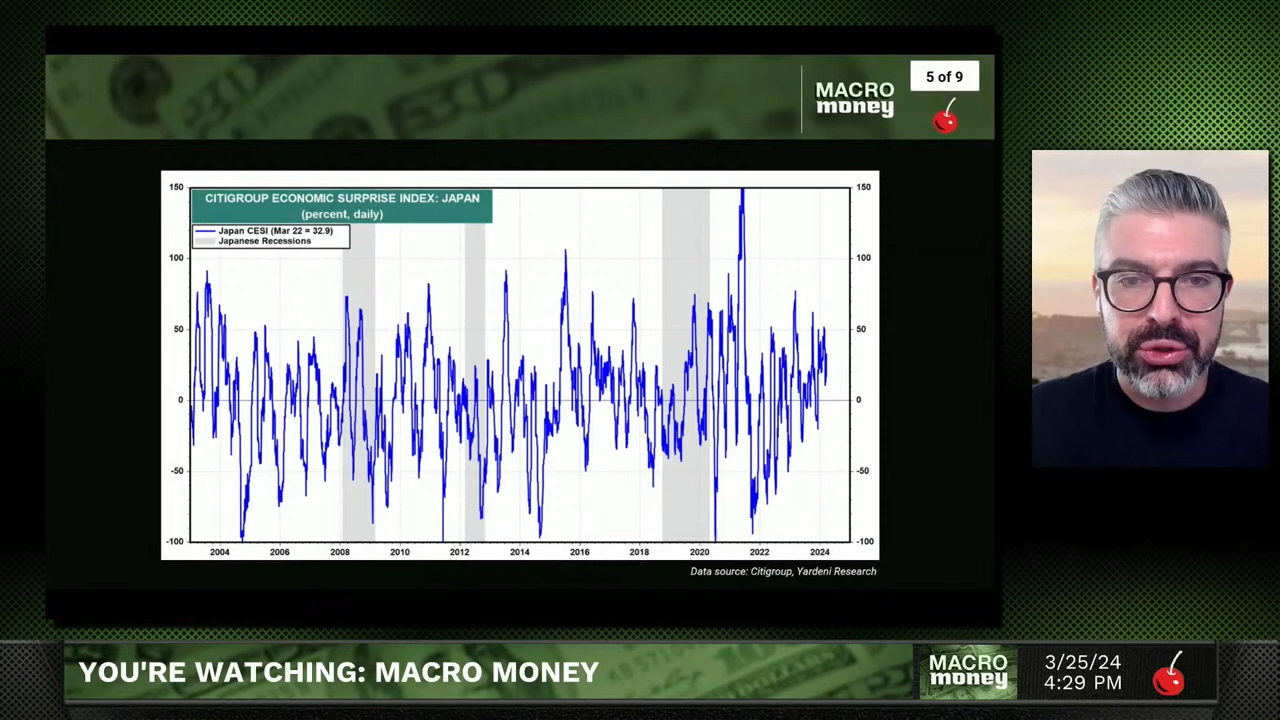 5 of 9
MACRO
money
CITIGROUP ECONOMIC SURPRISE INDEX: JAPAN
(percent, daily)
Japan CESI (Mar 22 = 32.9)
Japanese Recessions
150
100
50
0
-50
-100
150
100
50
0
-50
-100
2004 2006 2008 2010 2012 2014 2016 2018 2020 2022 2024
Data source: Citigroup, Yardeni Research
YOU'RE WATCHING: MACRO MONEY
MACRO
money
3/25/24
4:29 PM